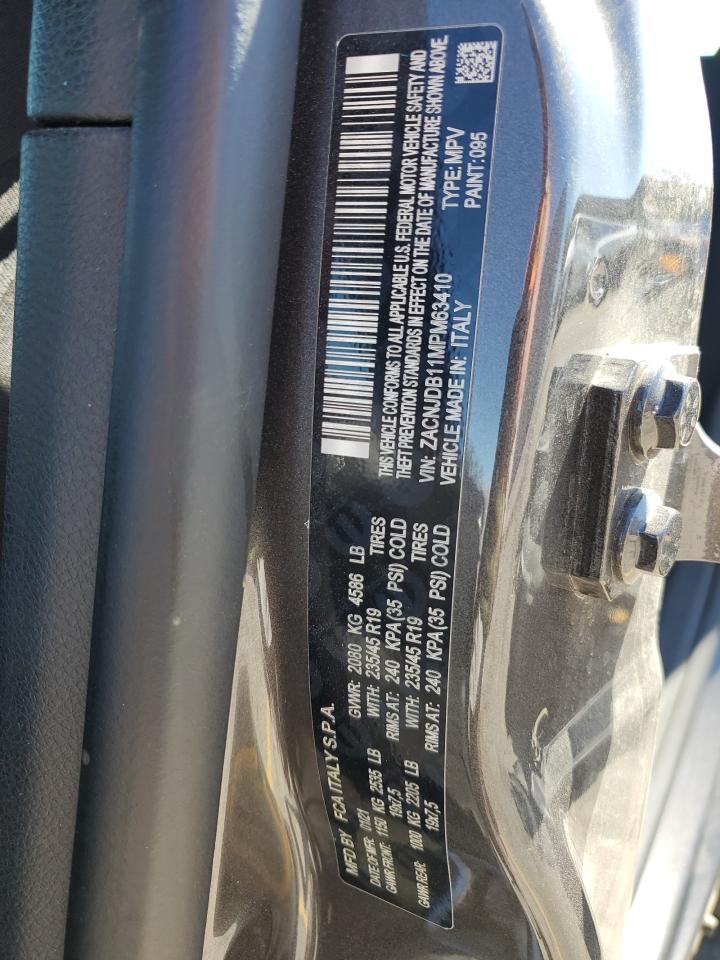 MFD BY FCA ITALY S.P.A.
DATE OF MFR 01/21 GVWR: 2080 KG 4586 LB
GAWR FRONT: 1150 KG 2535 LB WITH: 235/45 R19 TIRES
19x7,5 RIMS AT: 240 KPA(35 PSI) COLD
GAWR REAR: 1000 KG 2205 LB WITH: 235/45 R19 TIRES
19x7,5 RIMS AT: 240 KPA(35 PSI) COLD
THIS VEHICLE CONFORMS TO ALL APPLICABLE U.S. FEDERAL MOTOR VEHICLE SAFETY AND
THEFT PREVENTION STANDARDS IN EFFECT ON THE DATE OF MANUFACTURE SHOWN ABOVE.
VIN: ZACNJDB11MPM63410 TYPE: MPV
VEHICLE MADE IN: ITALY PAINT: 095